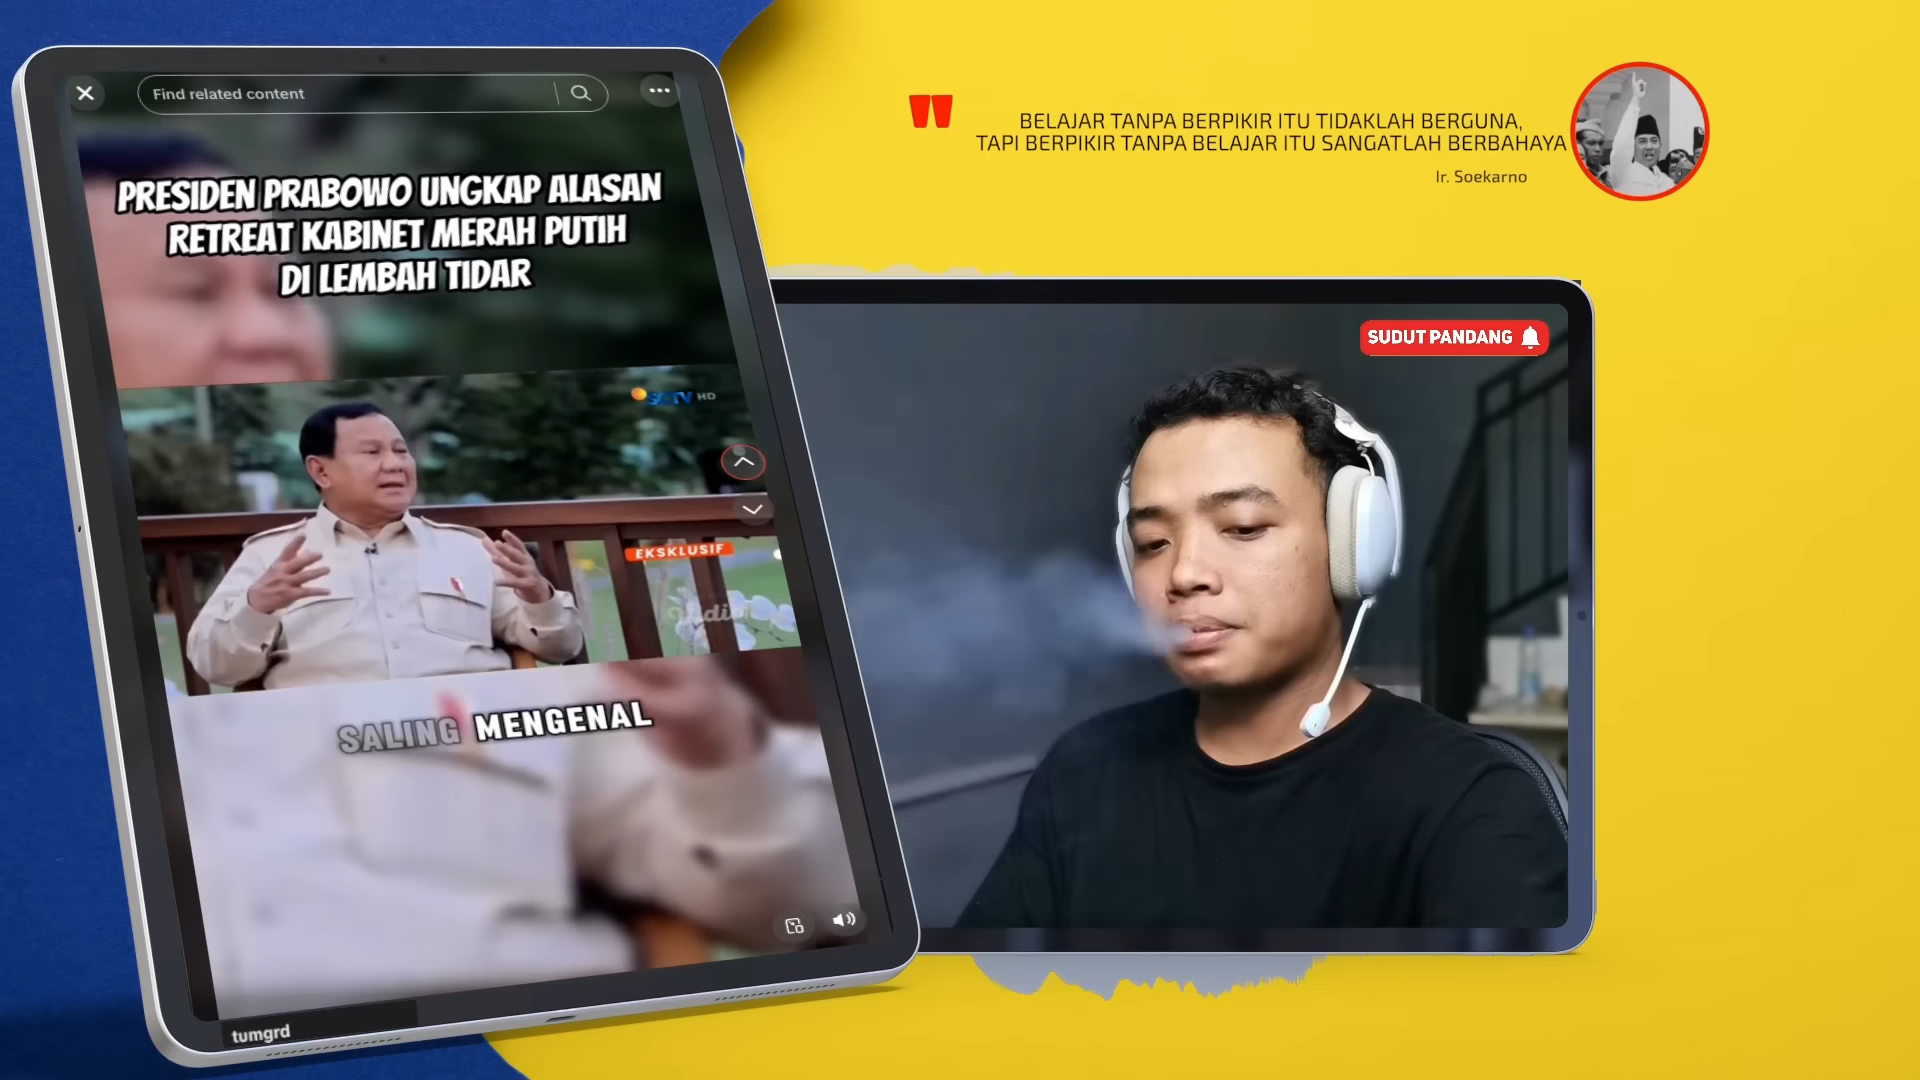 Find related content
PRESIDEN PRABOWO UNGKAP ALASAN
RETREAT KABINET MERAH PUTIH
DI LEMBAH TIDAR
SCTV HD
EKSKLUSIF
Vidio
SALING MENGENAL
tumgrd
BELAJAR TANPA BERPIKIR ITU TIDAKLAH BERGUNA,
TAPI BERPIKIR TANPA BELAJAR ITU SANGATLAH BERBAHAYA
Ir. Soekarno
SUDUT PANDANG